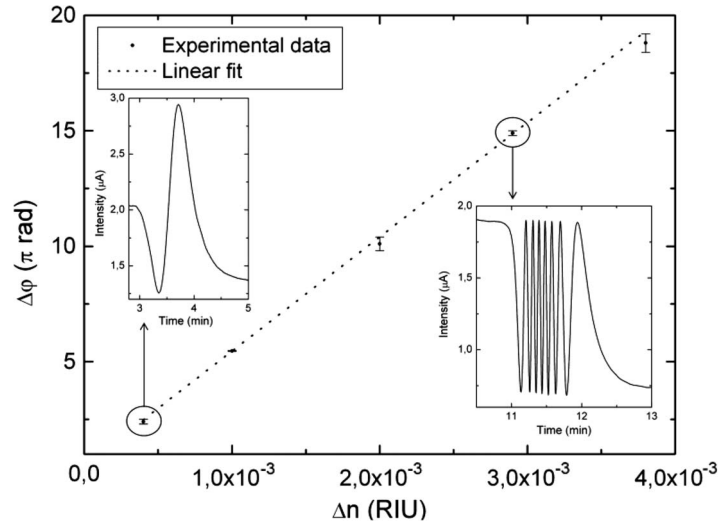 20
15
10
5
Δφ (π rad)
Experimental data
Linear fit
3,0
2,5
2,0
1,5
Intensity (μA)
3 4 5
Time (min)
2,0
1,5
1,0
Intensity (μA)
11 12 13
Time (min)
0,0 1,0x10⁻³ 2,0x10⁻³ 3,0x10⁻³ 4,0x10⁻³
Δn (RIU)